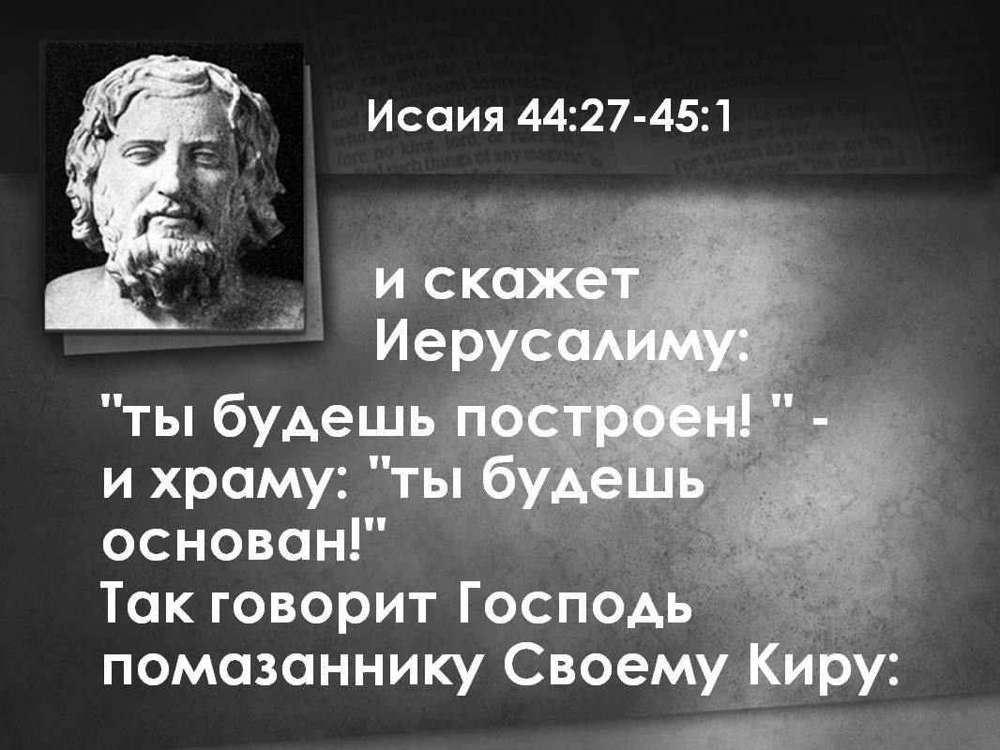 Исаия 44:27-45:1
и скажет
Иерусалиму:
"ты будешь построен! " -
и храму: "ты будешь
основан!"
Так говорит Господь
помазаннику Своему Киру: